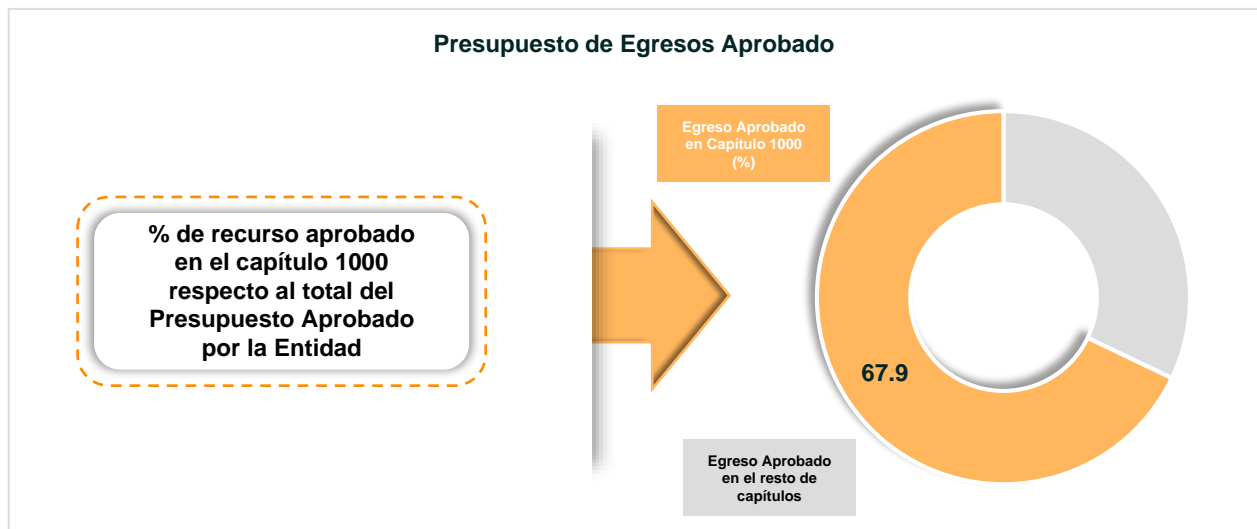 Presupuesto de Egresos Aprobado
Egreso Aprobado
en Capítulo 1000
(%)
% de recurso aprobado
en el capítulo 1000
respecto al total del
Presupuesto Aprobado
por la Entidad
67.9
Egreso Aprobado
en el resto de
capítulos